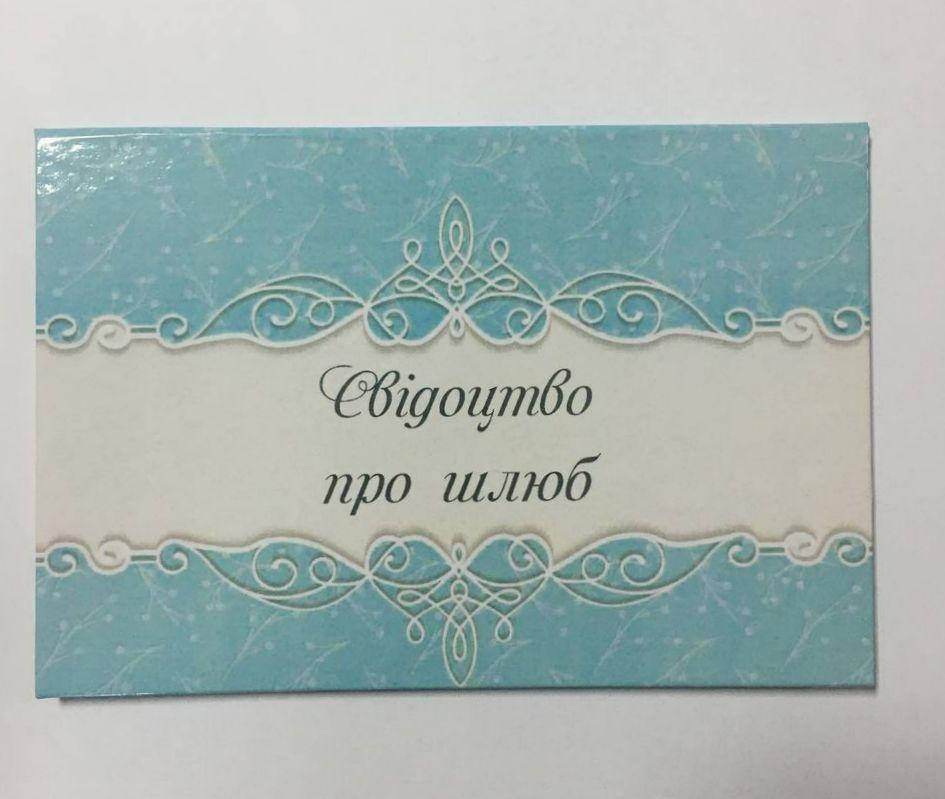 Свідоцтво
про шлюб